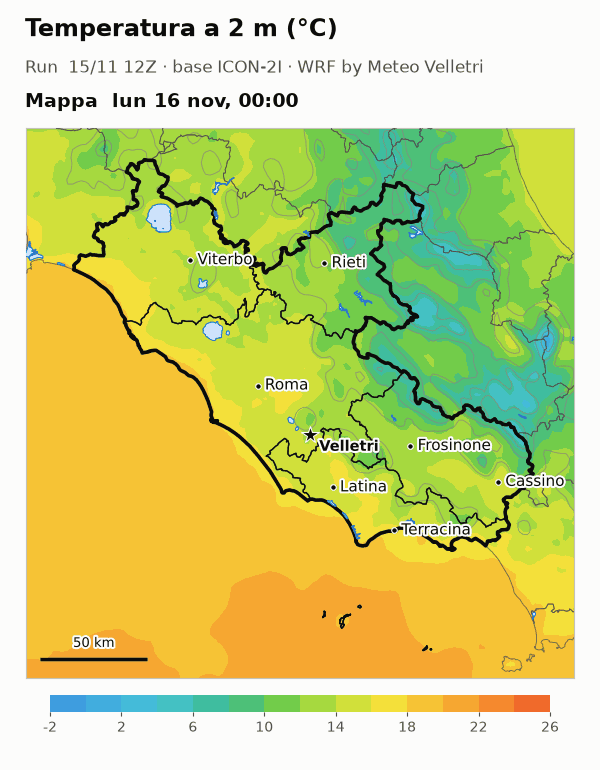 Temperatura a 2 m (°C)
Run  15/11 12Z · base ICON-2I · WRF by Meteo Velletri
Mappa  lun 16 nov, 00:00
Viterbo
Rieti
Roma
Velletri
Frosinone
Latina
Cassino
Terracina
50 km
-2 2 6 10 14 18 22 26